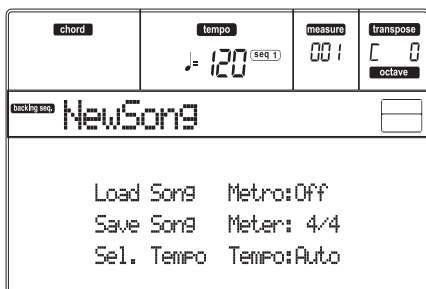 chord tempo measure transpose
♩= 120 seq 1 001 C 0
octave
backing seq. NewSong
Load Song Metro:Off
Save Song Meter: 4/4
Sel. Tempo Tempo:Auto